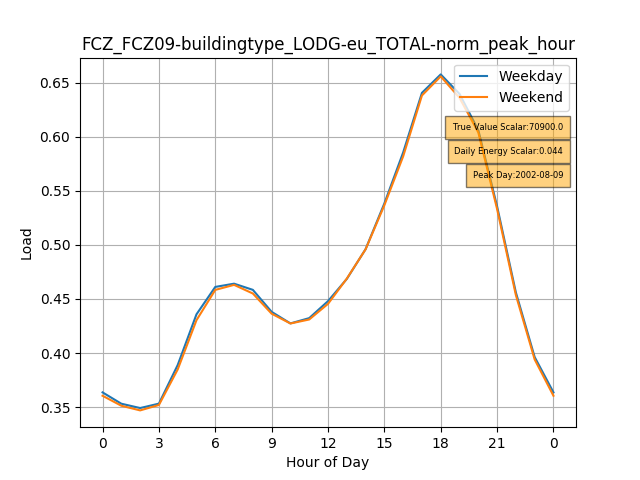 FCZ_FCZ09-buildingtype_LODG-eu_TOTAL-norm_peak_hour
Weekday
Weekend
True Value Scalar:70900.0
Daily Energy Scalar:0.044
Peak Day:2002-08-09
Load
0.65
0.60
0.55
0.50
0.45
0.40
0.35
0 3 6 9 12 15 18 21 0
Hour of Day